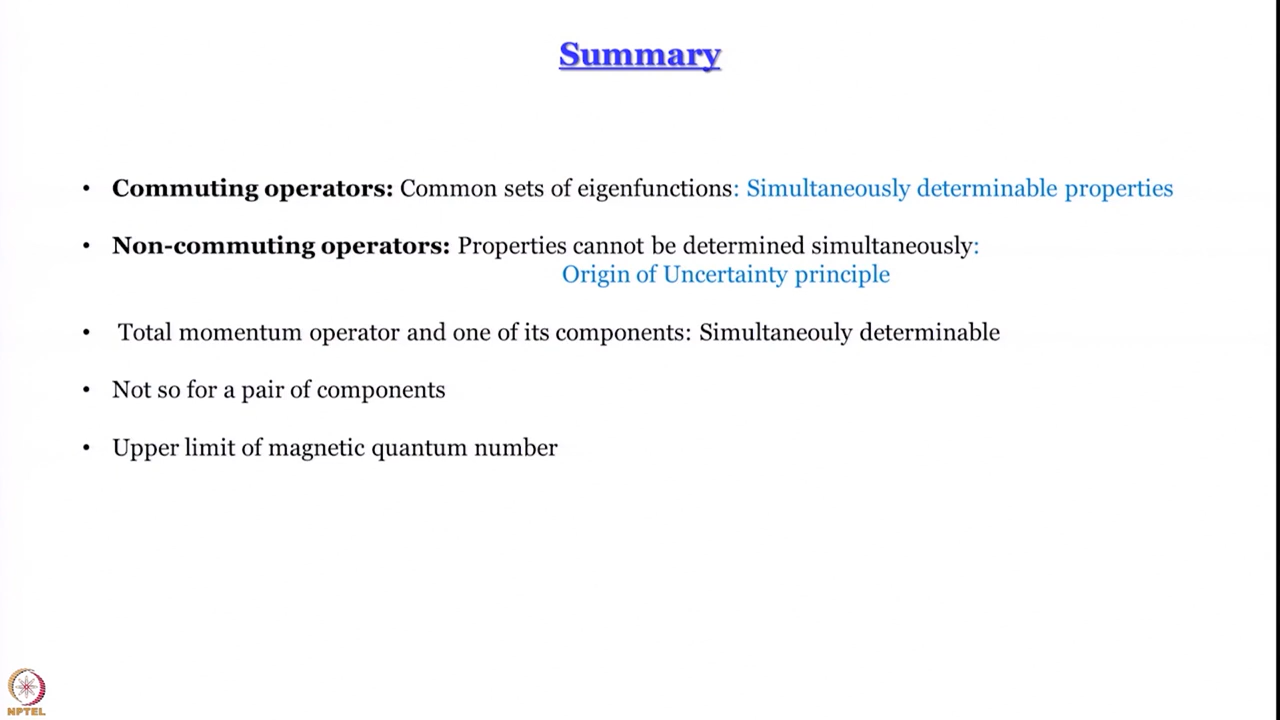 Summary
• Commuting operators: Common sets of eigenfunctions: Simultaneously determinable properties
• Non-commuting operators: Properties cannot be determined simultaneously:
Origin of Uncertainty principle
• Total momentum operator and one of its components: Simultaneouly determinable
• Not so for a pair of components
• Upper limit of magnetic quantum number
NPTEL